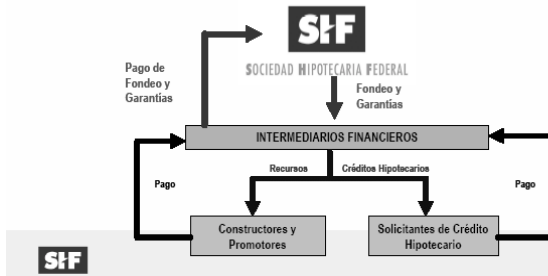 SHF
SOCIEDAD HIPOTECARIA FEDERAL
Pago de
Fondeo y
Garantías
Fondeo y
Garantías
INTERMEDIARIOS FINANCIEROS
Recursos
Créditos Hipotecarios
Pago
Pago
Constructores y
Promotores
Solicitantes de Crédito
Hipotecario
SHF